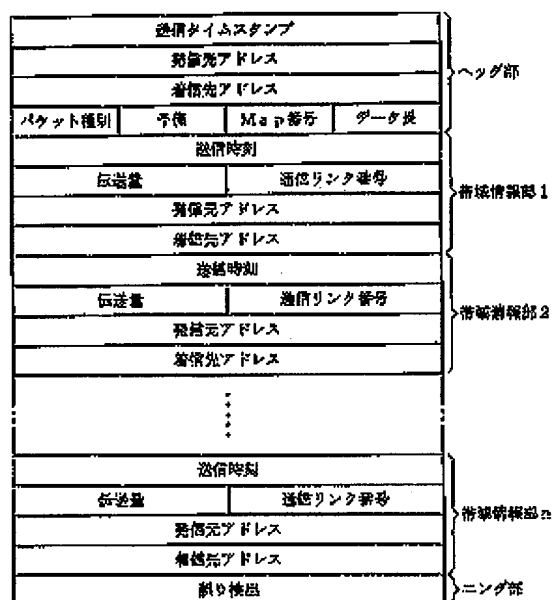 送信タイムスタンプ
発信元アドレス
着信先アドレス
ヘッダ部
パケット種別 予備 Map番号 データ長
送信時刻
伝送量 通信リンク番号
発信元アドレス
着信先アドレス
帯域情報部1
送信時刻
伝送量 通信リンク番号
発信元アドレス
着信先アドレス
帯域情報部2
送信時刻
伝送量 通信リンク番号
発信元アドレス
着信先アドレス
帯域情報部n
誤り検出
エンダ部